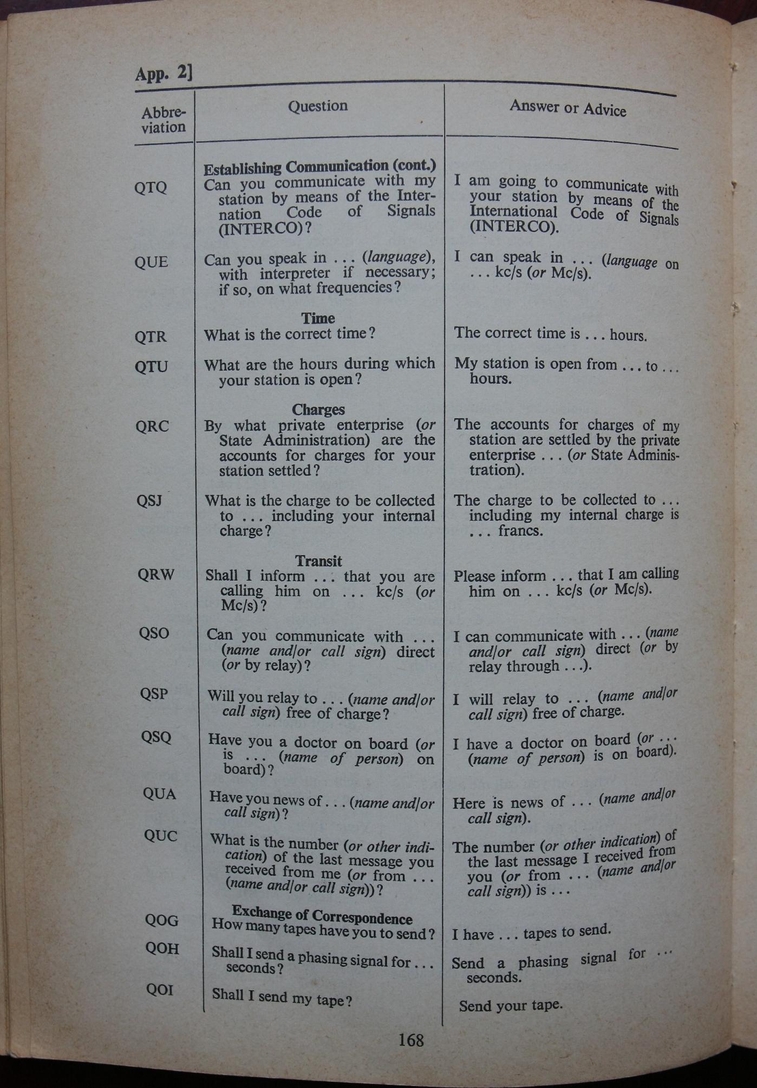 App. 2]
Abbre-
viation
Question
Answer or Advice
Establishing Communication (cont.)
QTQ
Can you communicate with my
station by means of the Inter-
nation Code of Signals
(INTERCO)?
I am going to communicate with
your station by means of the
International Code of Signals
(INTERCO).
QUE
Can you speak in ... (language),
with interpreter if necessary;
if so, on what frequencies?
I can speak in ... (language on
... kc/s (or Mc/s).
Time
QTR
What is the correct time?
The correct time is ... hours.
QTU
What are the hours during which
your station is open?
My station is open from ... to ...
hours.
Charges
QRC
By what private enterprise (or
State Administration) are the
accounts for charges for your
station settled?
The accounts for charges of my
station are settled by the private
enterprise ... (or State Adminis-
tration).
QSJ
What is the charge to be collected
to ... including your internal
charge?
The charge to be collected to ...
including my internal charge is
... francs.
Transit
QRW
Shall I inform ... that you are
calling him on ... kc/s (or
Mc/s)?
Please inform ... that I am calling
him on ... kc/s (or Mc/s).
QSO
Can you communicate with ...
(name and/or call sign) direct
(or by relay)?
I can communicate with ... (name
and/or call sign) direct (or by
relay through ...).
QSP
Will you relay to ... (name and/or
call sign) free of charge?
I will relay to ... (name and/or
call sign) free of charge.
QSQ
Have you a doctor on board (or
is ... (name of person) on
board)?
I have a doctor on board (or ...
(name of person) is on board).
QUA
Have you news of ... (name and/or
call sign)?
Here is news of ... (name and/or
call sign).
QUC
What is the number (or other indi-
cation) of the last message you
received from me (or from ...
(name and/or call sign))?
The number (or other indication) of
the last message I received from
you (or from ... (name and/or
call sign)) is ...
Exchange of Correspondence
QOG
How many tapes have you to send?
I have ... tapes to send.
QOH
Shall I send a phasing signal for ...
seconds?
Send a phasing signal for ...
seconds.
QOI
Shall I send my tape?
Send your tape.
168